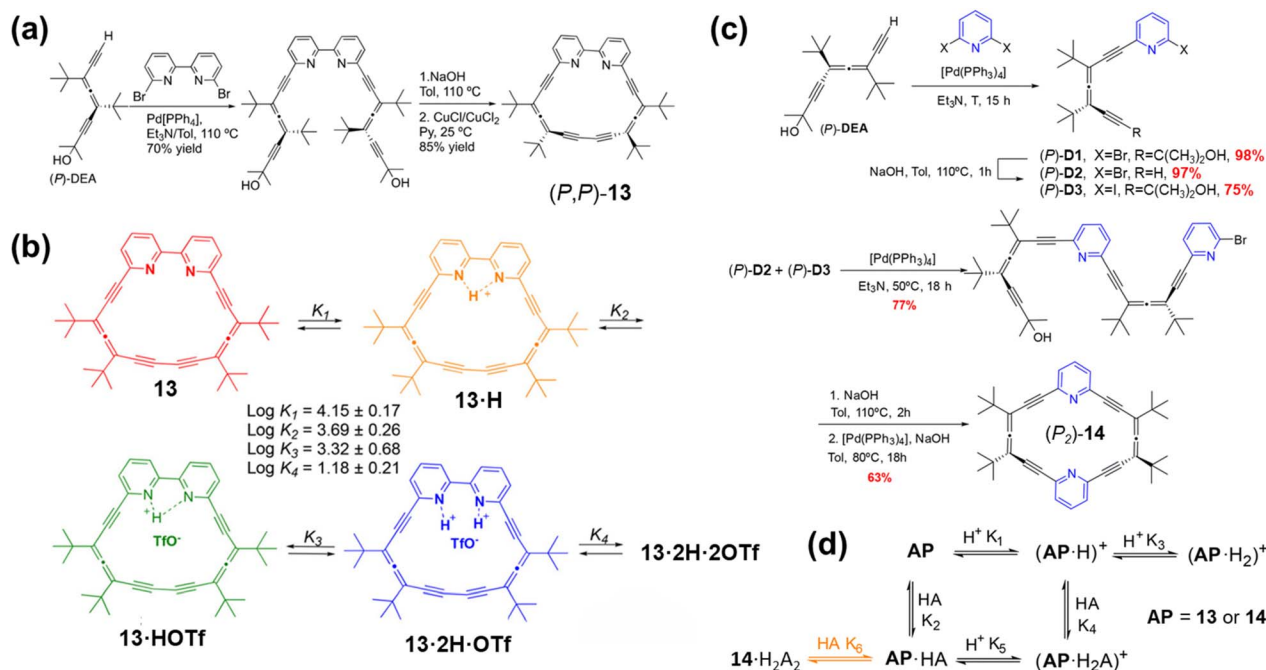 (a)
H
Br
N
N
Br
Pd[PPh₄],
Et₃N/Tol, 110 ºC
70% yield
HO
(P)-DEA
N
N
HO
OH
1.NaOH
Tol, 110 ºC
2. CuCl/CuCl₂
Py, 25 ºC
85% yield
N
N
(P,P)-13
(b)
N
N
13
K₁
N
N
H
+
13·H
K₂
Log K₁ = 4.15 ± 0.17
Log K₂ = 3.69 ± 0.26
Log K₃ = 3.32 ± 0.68
Log K₄ = 1.18 ± 0.21
N
N
+
H
TfO⁻
13·HOTf
K₃
N
N
H⁺
H⁺
TfO⁻
13·2H·OTf
K₄
13·2H·2OTf
(c)
H
HO
(P)-DEA
X
N
X
[Pd(PPh₃)₄]
Et₃N, T, 15 h
N
X
R
(P)-D1, X=Br, R=C(CH₃)₂OH, 98%
NaOH, Tol, 110ºC, 1h
(P)-D2, X=Br, R=H, 97%
(P)-D3, X=I, R=C(CH₃)₂OH, 75%
(P)-D2 + (P)-D3
[Pd(PPh₃)₄]
Et₃N, 50ºC, 18 h
77%
N
N
Br
OH
1. NaOH
Tol, 110ºC, 2h
2. [Pd(PPh₃)₄], NaOH
Tol, 80ºC, 18h
63%
N
(P₂)-14
N
(d)
AP
H⁺ K₁
(AP·H)⁺
H⁺ K₃
(AP·H₂)⁺
HA
K₂
HA
K₄
AP = 13 or 14
14·H₂A₂
HA K₆
AP·HA
H⁺ K₅
(AP·H₂A)⁺